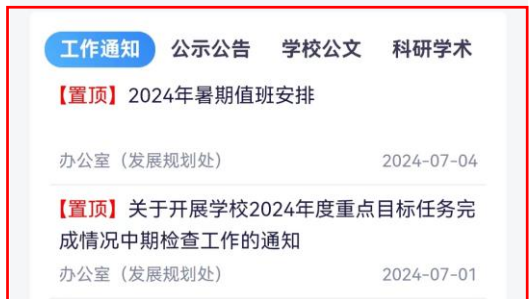 工作通知 公示公告 学校公文 科研学术
【置顶】2024年暑期值班安排
办公室（发展规划处） 2024-07-04
【置顶】关于开展学校2024年度重点目标任务完
成情况中期检查工作的通知
办公室（发展规划处） 2024-07-01